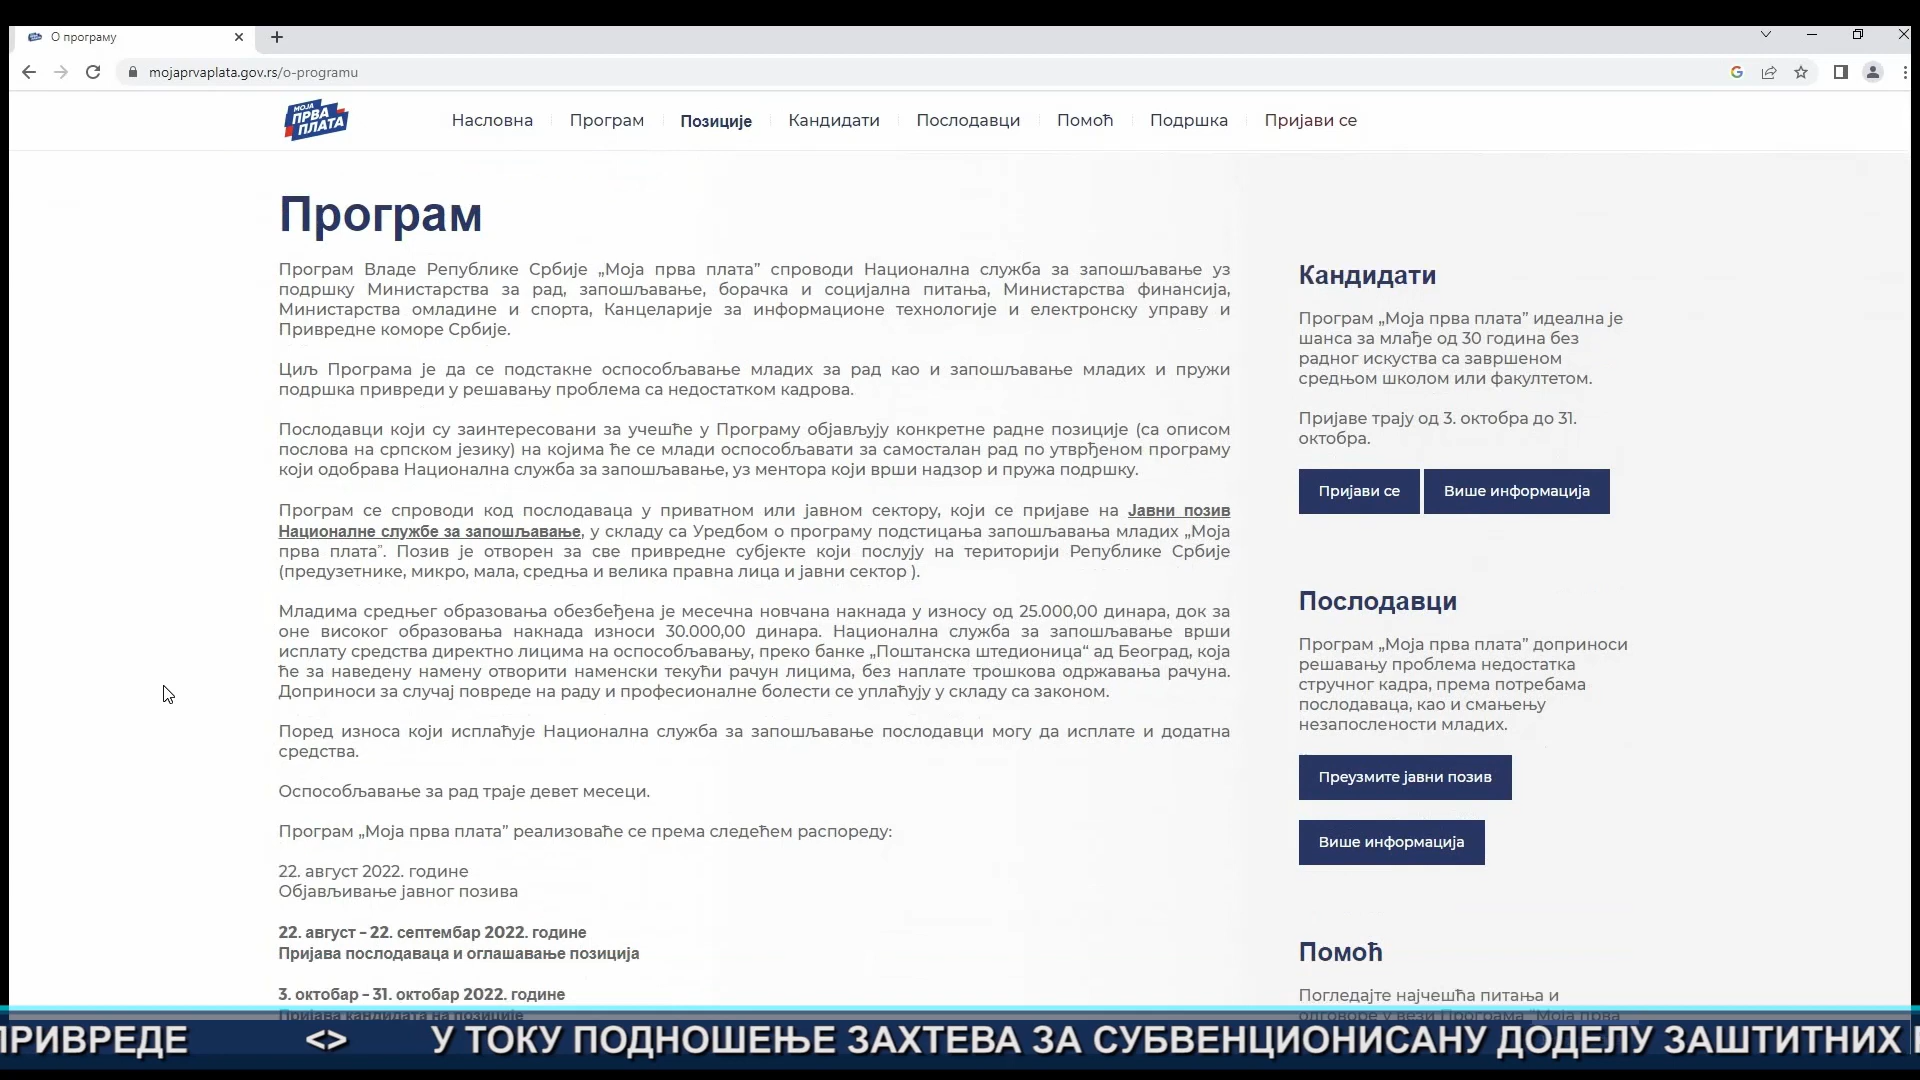 О програму
mojaprvaplata.gov.rs/o-programu
МОЈА
ПРВА
ПЛАТА
Насловна
Програм
Позиције
Кандидати
Послодавци
Помоћ
Подршка
Пријави се
Програм
Програм Владе Републике Србије „Моја прва плата” спроводи Национална служба за запошљавање уз
подршку Министарства за рад, запошљавање, борачка и социјална питања, Министарства финансија,
Министарства омладине и спорта, Канцеларије за информационе технологије и електронску управу и
Привредне коморе Србије.
Циљ Програма је да се подстакне оспособљавање младих за рад као и запошљавање младих и пружи
подршка привреди у решавању проблема са недостатком кадрова.
Послодавци који су заинтересовани за учешће у Програму објављују конкретне радне позиције (са описом
послова на српском језику) на којима ће се млади оспособљавати за самосталан рад по утврђеном програму
који одобрава Национална служба за запошљавање, уз ментора који врши надзор и пружа подршку.
Програм се спроводи код послодаваца у приватном или јавном сектору, који се пријаве на Јавни позив
Националне службе за запошљавање, у складу са Уредбом о програму подстицања запошљавања младих „Моја
прва плата”. Позив је отворен за све привредне субјекте који послују на територији Републике Србије
(предузетнике, микро, мала, средња и велика правна лица и јавни сектор ).
Младима средњег образовања обезбеђена је месечна новчана накнада у износу од 25.000,00 динара, док за
оне високог образовања накнада износи 30.000,00 динара. Национална служба за запошљавање врши
исплату средства директно лицима на оспособљавању, преко банке „Поштанска штедионица“ ад Београд, која
ће за наведену намену отворити наменски текући рачун лицима, без наплате трошкова одржавања рачуна.
Доприноси за случај повреде на раду и професионалне болести се уплаћују у складу са законом.
Поред износа који исплаћује Национална служба за запошљавање послодавци могу да исплате и додатна
средства.
Оспособљавање за рад траје девет месеци.
Програм „Моја прва плата” реализоваће се према следећем распореду:
22. август 2022. године
Објављивање јавног позива
22. август – 22. септембар 2022. године
Пријава послодаваца и оглашавање позиција
3. октобар – 31. октобар 2022. године
Пријава кандидата на позиције
Кандидати
Програм „Моја прва плата” идеална је
шанса за млађе од 30 година без
радног искуства са завршеном
средњом школом или факултетом.
Пријаве трају од 3. октобра до 31.
октобра.
Пријави се
Више информација
Послодавци
Програм „Моја прва плата” доприноси
решавању проблема недостатка
стручног кадра, према потребама
послодаваца, као и смањењу
незапослености младих.
Преузмите јавни позив
Више информација
Помоћ
Погледајте најчешћа питања и
одговоре у вези Програма "Моја прва
ПРИВРЕДЕ <> У ТОКУ ПОДНОШЕЊЕ ЗАХТЕВА ЗА СУБВЕНЦИОНИСАНУ ДОДЕЛУ ЗАШТИТНИХ